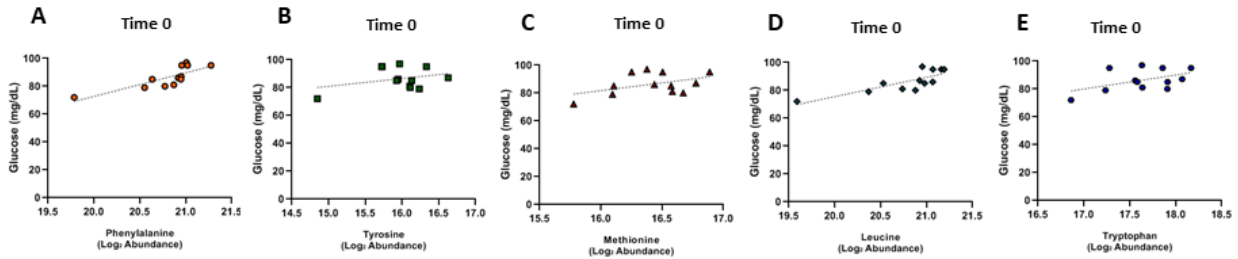 A
Time 0
Glucose (mg/dL)
100
80
60
40
20
0
19.5 20.0 20.5 21.0 21.5
Phenylalanine
(Log₂ Abundance)
B
Time 0
Glucose (mg/dL)
100
80
60
40
20
0
14.5 15.0 15.5 16.0 16.5 17.0
Tyrosine
(Log₂ Abundance)
C
Time 0
Glucose (mg/dL)
100
80
60
40
20
0
15.5 16.0 16.5 17.0
Methionine
(Log₂ Abundance)
D
Time 0
Glucose (mg/dL)
100
80
60
40
20
0
19.5 20.0 20.5 21.0 21.5
Leucine
(Log₂ Abundance)
E
Time 0
Glucose (mg/dL)
100
80
60
40
20
0
16.5 17.0 17.5 18.0 18.5
Tryptophan
(Log₂ Abundance)